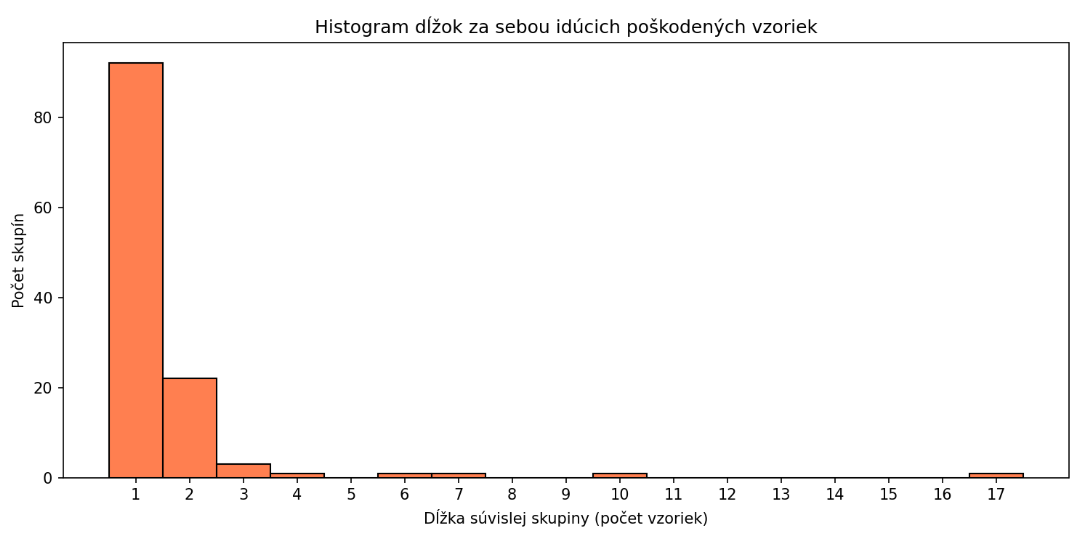 Histogram dĺžok za sebou idúcich poškodených vzoriek
Počet skupín
80
60
40
20
0
1 2 3 4 5 6 7 8 9 10 11 12 13 14 15 16 17
Dĺžka súvislej skupiny (počet vzoriek)